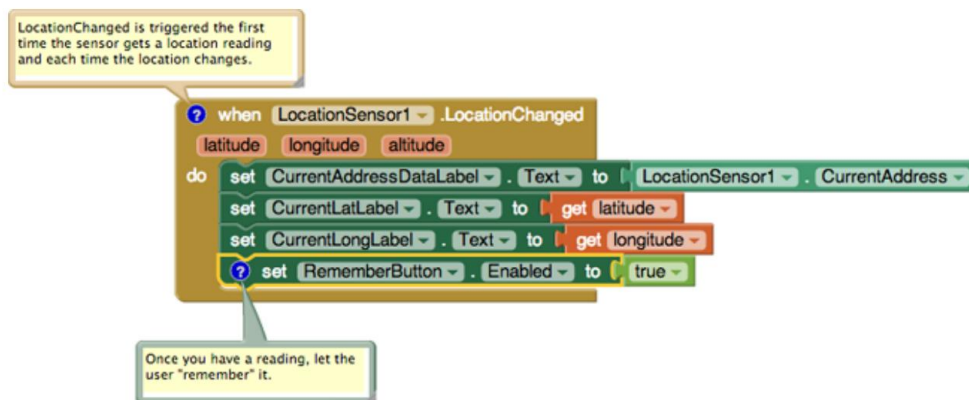 LocationChanged is triggered the first
time the sensor gets a location reading
and each time the location changes.
? when LocationSensor1 .LocationChanged
latitude longitude altitude
do set CurrentAddressDataLabel . Text to LocationSensor1 . CurrentAddress
set CurrentLatLabel . Text to get latitude
set CurrentLongLabel . Text to get longitude
? set RememberButton . Enabled to true
Once you have a reading, let the
user "remember" it.